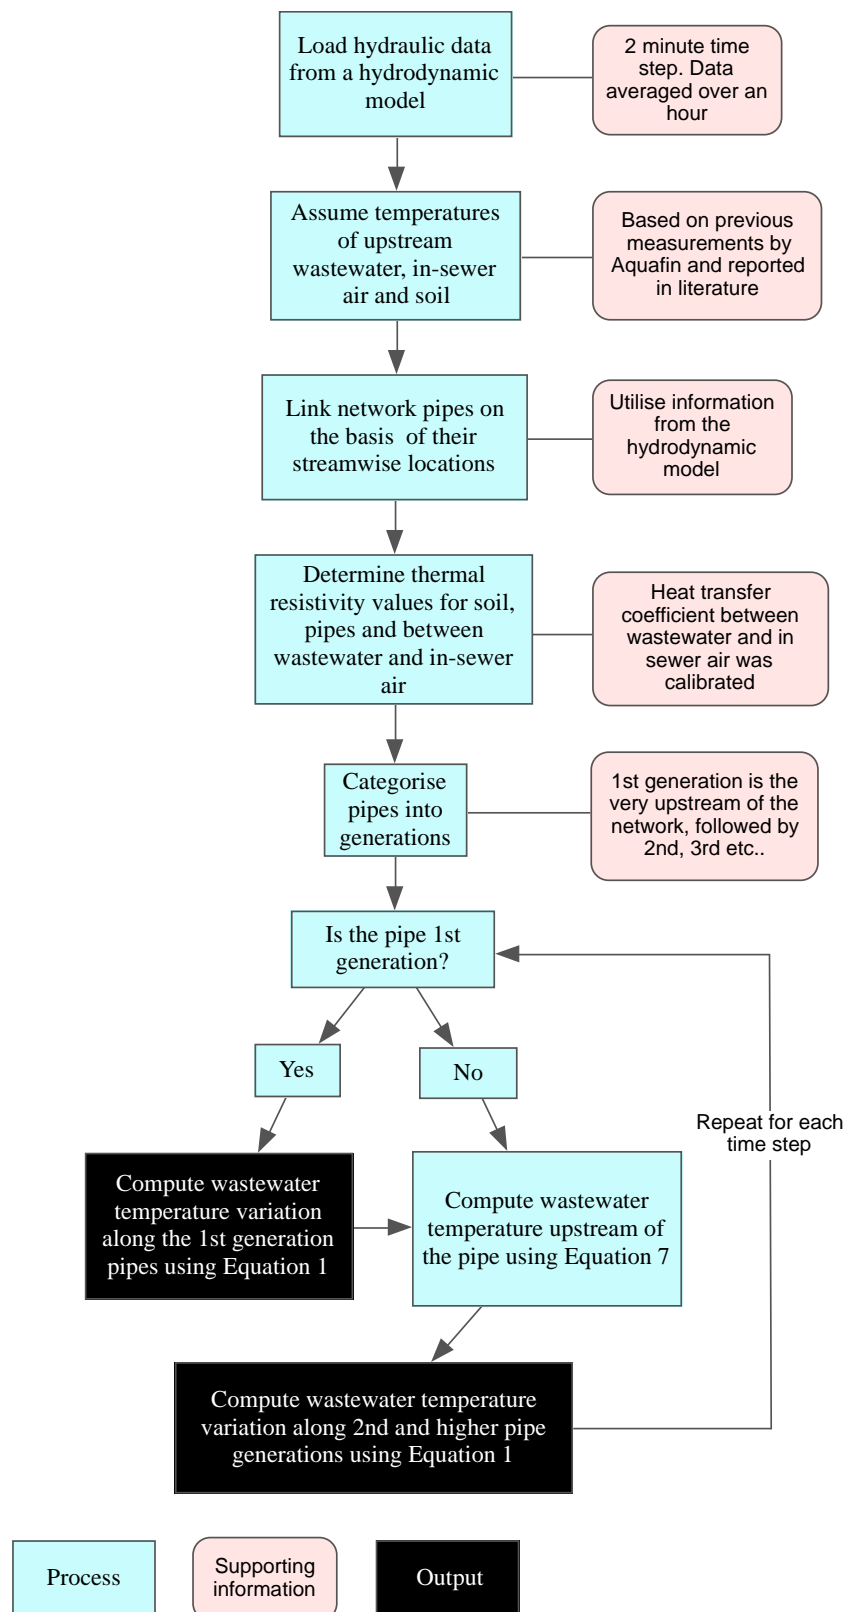 Load hydraulic data
from a hydrodynamic
model
2 minute time
step. Data
averaged over an
hour
Assume temperatures
of upstream
wastewater, in-sewer
air and soil
Based on previous
measurements by
Aquafin and reported
in literature
Link network pipes on
the basis of their
streamwise locations
Utilise information
from the
hydrodynamic
model
Determine thermal
resistivity values for soil,
pipes and between
wastewater and in-sewer
air
Heat transfer
coefficient between
wastewater and in
sewer air was
calibrated
Categorise
pipes into
generations
1st generation is the
very upstream of the
network, followed by
2nd, 3rd etc..
Is the pipe 1st
generation?
Yes
No
Repeat for each
time step
Compute wastewater
temperature variation
along the 1st generation
pipes using Equation 1
Compute wastewater
temperature upstream of
the pipe using Equation 7
Compute wastewater temperature
variation along 2nd and higher pipe
generations using Equation 1
Process
Supporting
information
Output